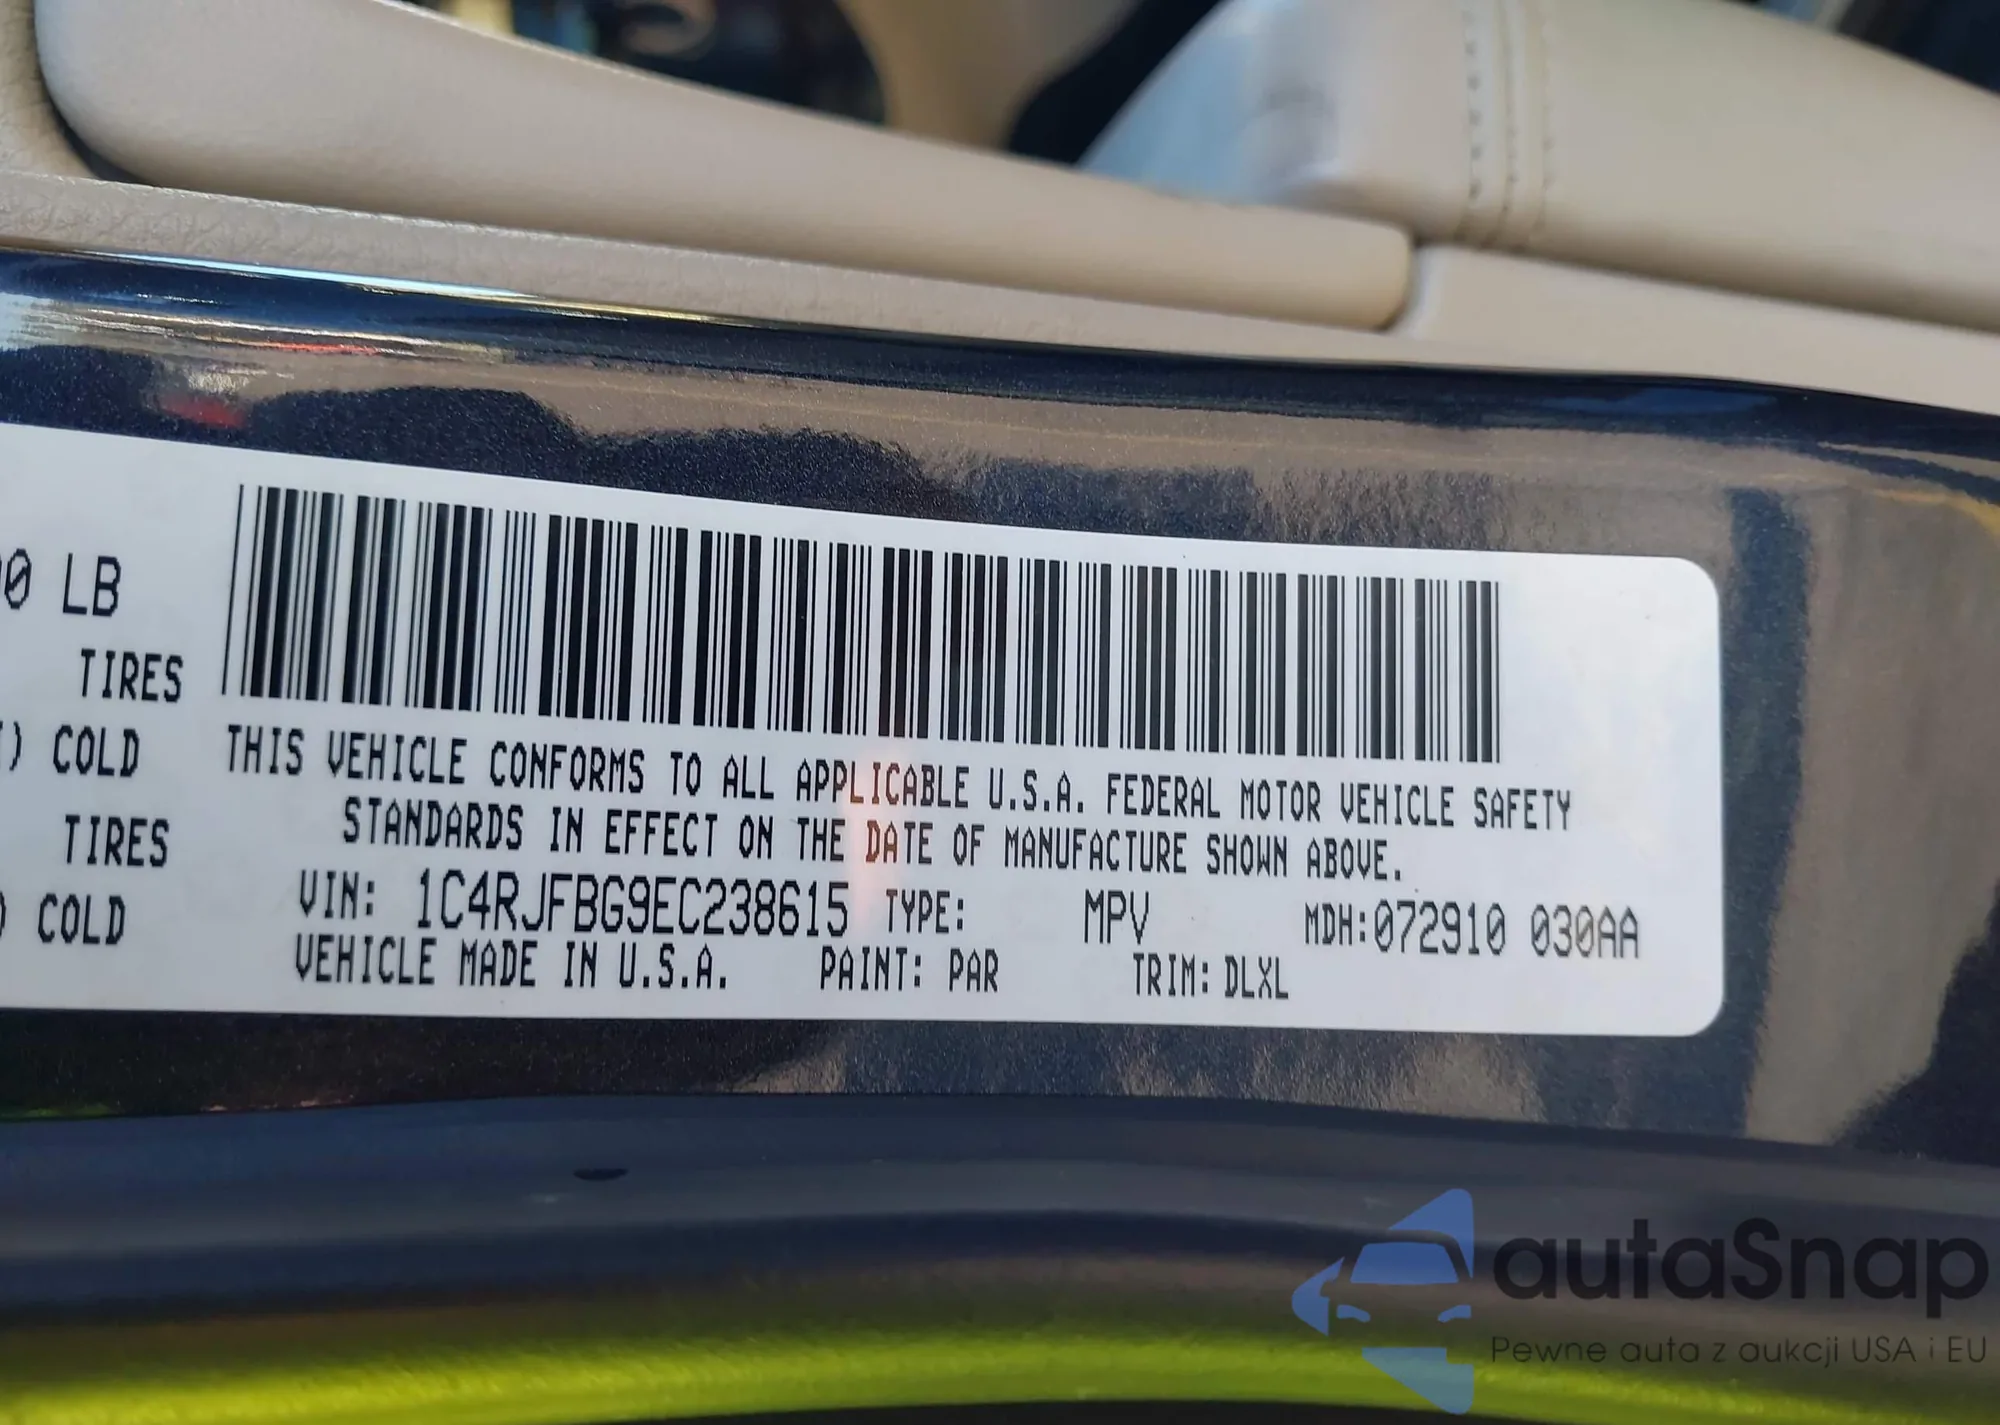 0 LB
TIRES
) COLD
TIRES
) COLD
THIS VEHICLE CONFORMS TO ALL APPLICABLE U.S.A. FEDERAL MOTOR VEHICLE SAFETY
STANDARDS IN EFFECT ON THE DATE OF MANUFACTURE SHOWN ABOVE.
VIN: 1C4RJFBG9EC238615 TYPE: MPV MDH:072910 030AA
VEHICLE MADE IN U.S.A. PAINT: PAR TRIM: DLXL
autaSnap
Pewne auta z aukcji USA i EU